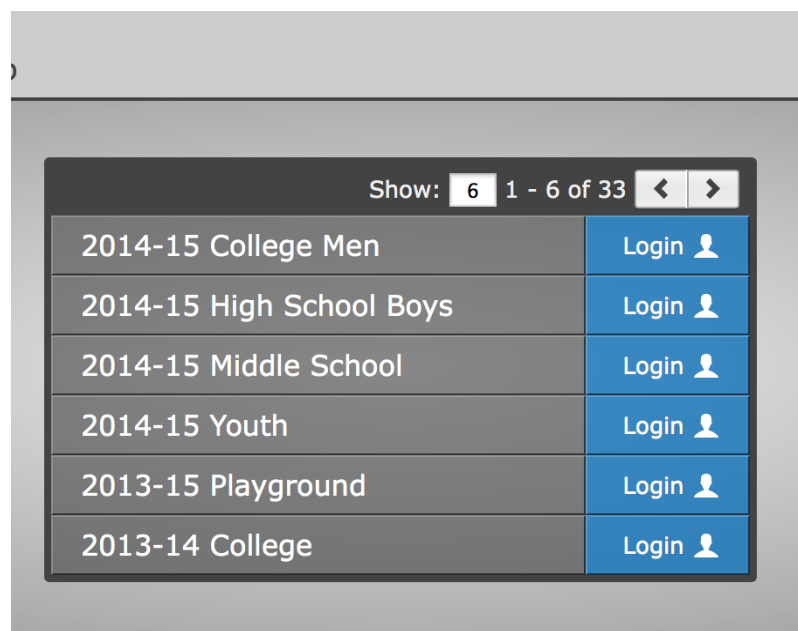 Show: 6 1 - 6 of 33
2014-15 College Men Login
2014-15 High School Boys Login
2014-15 Middle School Login
2014-15 Youth Login
2013-15 Playground Login
2013-14 College Login